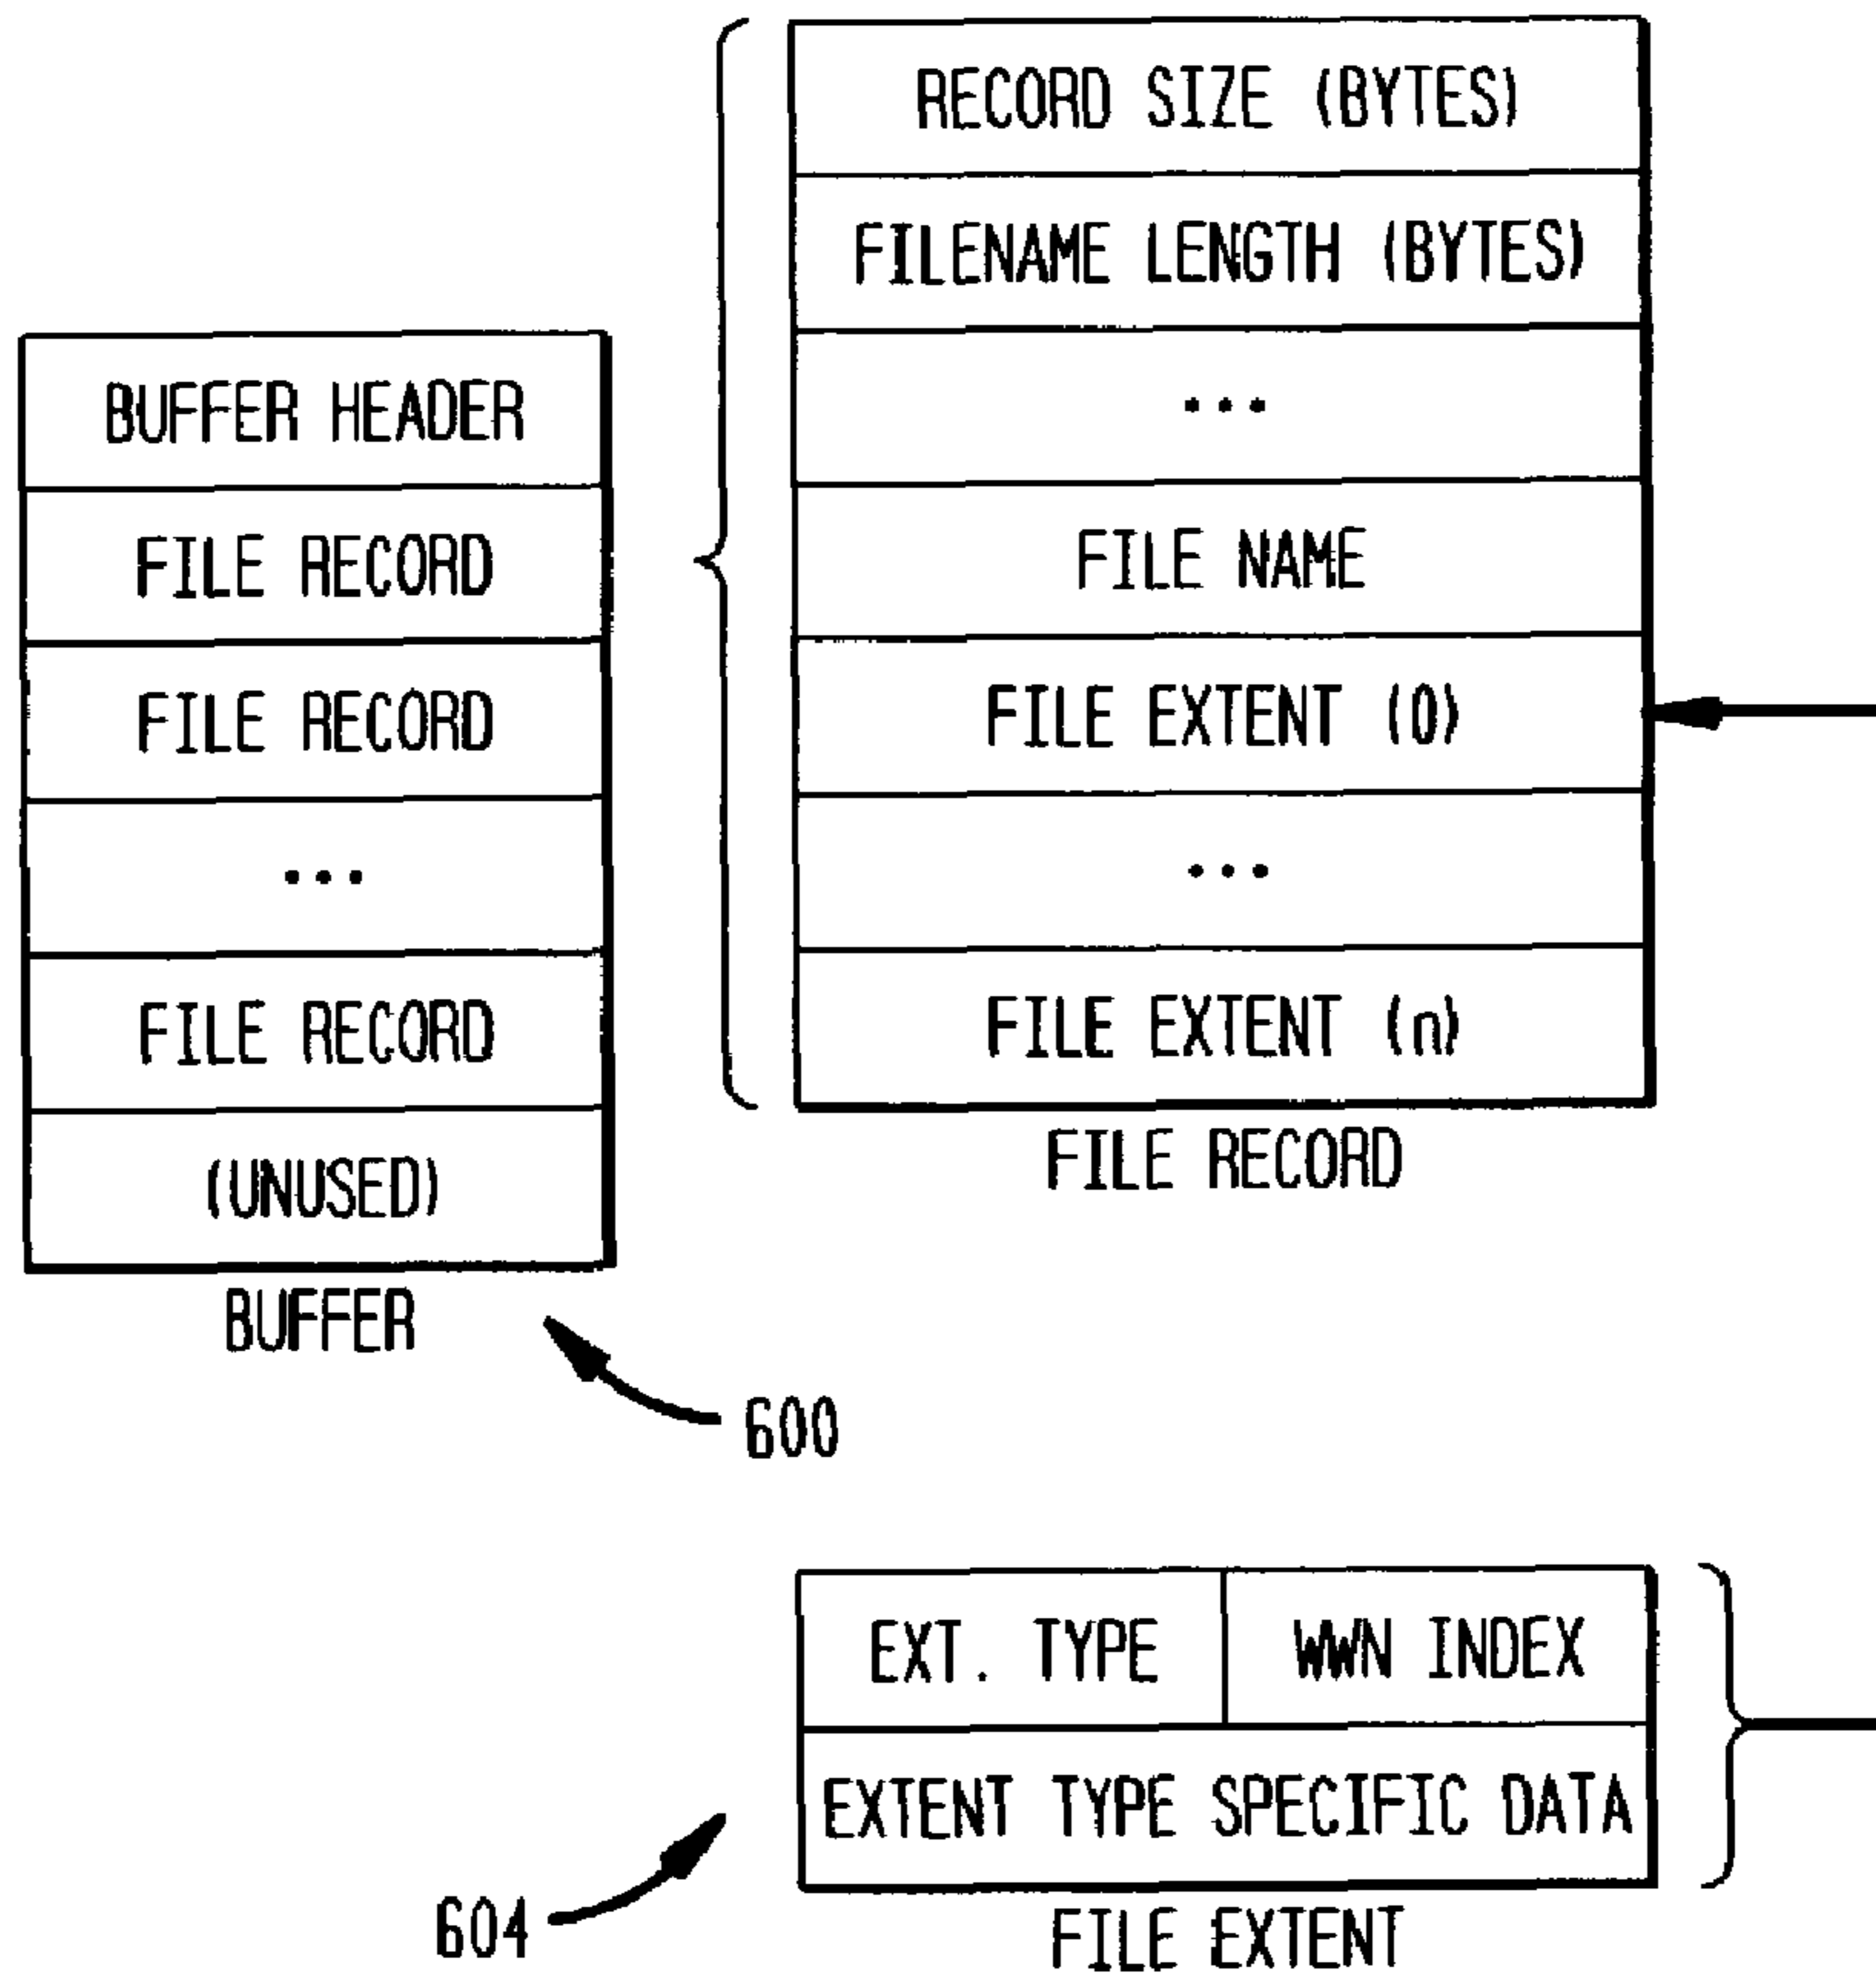 RECORD SIZE (BYTES)
FILENAME LENGTH (BYTES)
...
FILE NAME
FILE EXTENT (0)
...
FILE EXTENT (n)
FILE RECORD
BUFFER HEADER
FILE RECORD
FILE RECORD
...
FILE RECORD
(UNUSED)
BUFFER
600
EXT. TYPE
WWN INDEX
EXTENT TYPE SPECIFIC DATA
FILE EXTENT
604